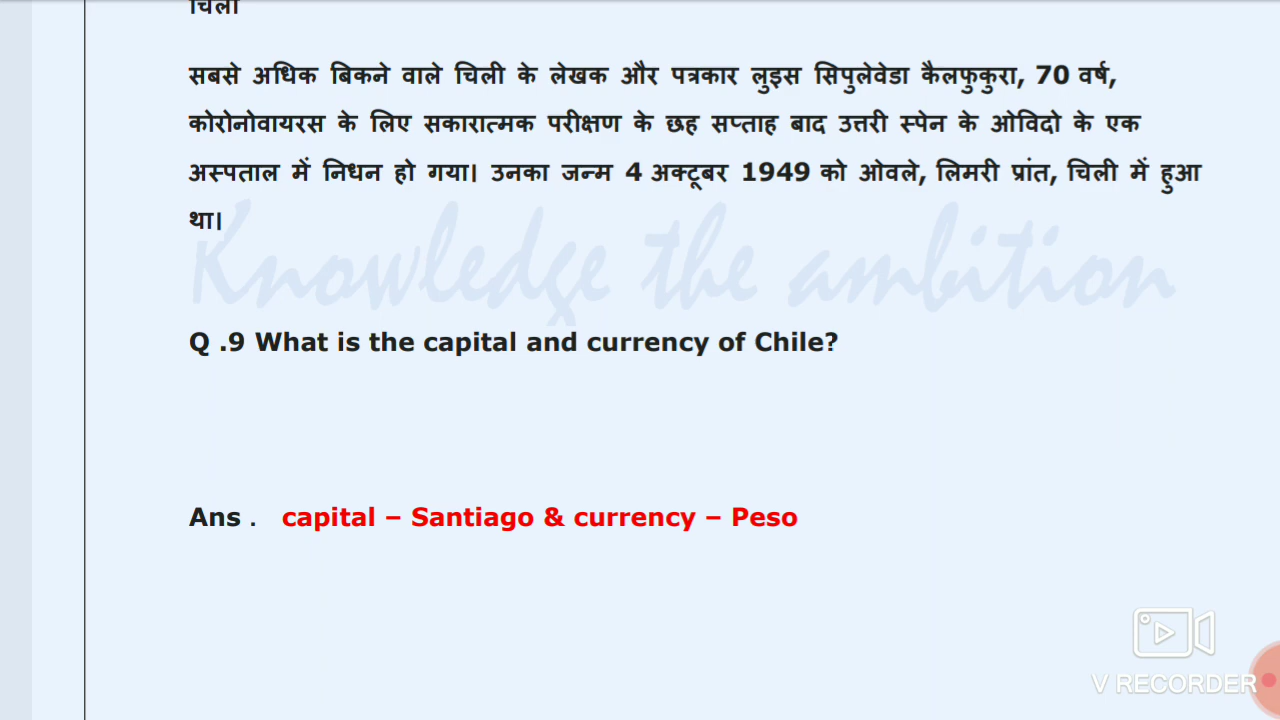 चिली
सबसे अधिक बिकने वाले चिली के लेखक और पत्रकार लुइस सिपुलेवेडा कैलफुकुरा, 70 वर्ष,
कोरोनोवायरस के लिए सकारात्मक परीक्षण के छह सप्ताह बाद उत्तरी स्पेन के ओविदो के एक
अस्पताल में निधन हो गया। उनका जन्म 4 अक्टूबर 1949 को ओवले, लिमरी प्रांत, चिली में हुआ
था।
Knowledge the ambition
Q .9 What is the capital and currency of Chile?
Ans . capital – Santiago & currency – Peso
V RECORDER